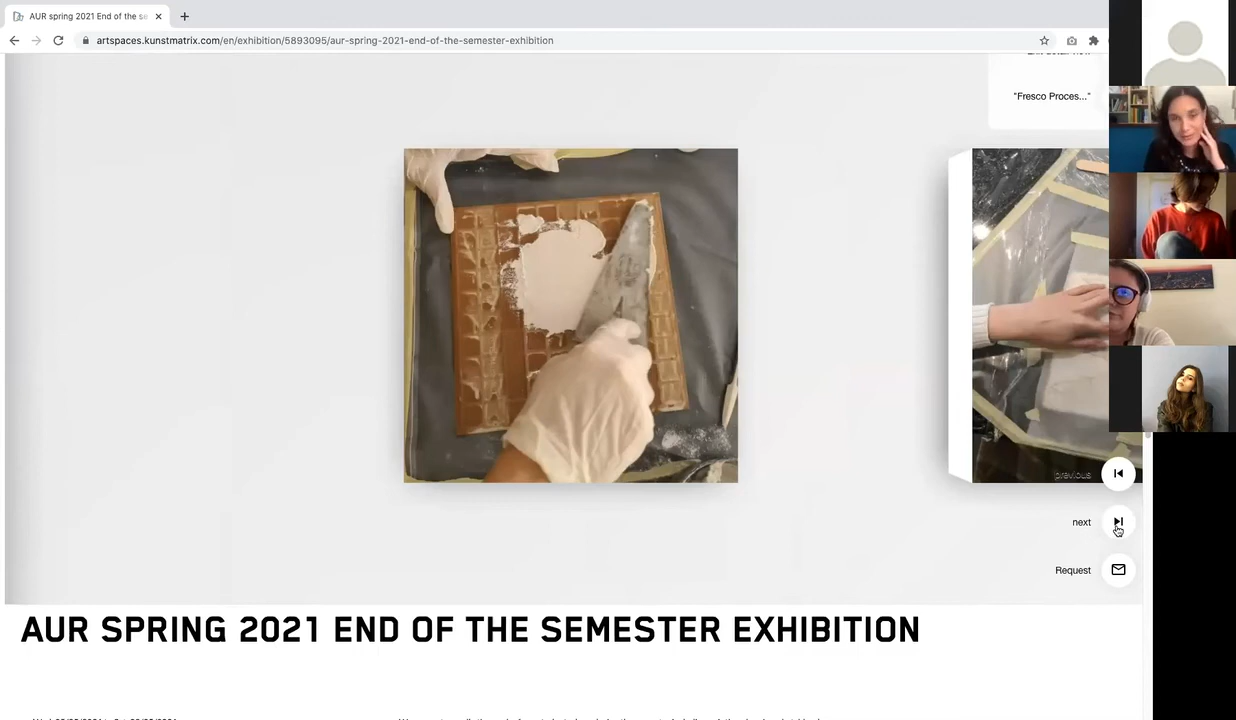 AUR spring 2021 End of the se
artspaces.kunstmatrix.com/en/exhibition/5893095/aur-spring-2021-end-of-the-semester-exhibition
"Fresco Proces..."
previous
next
Request
AUR SPRING 2021 END OF THE SEMESTER EXHIBITION